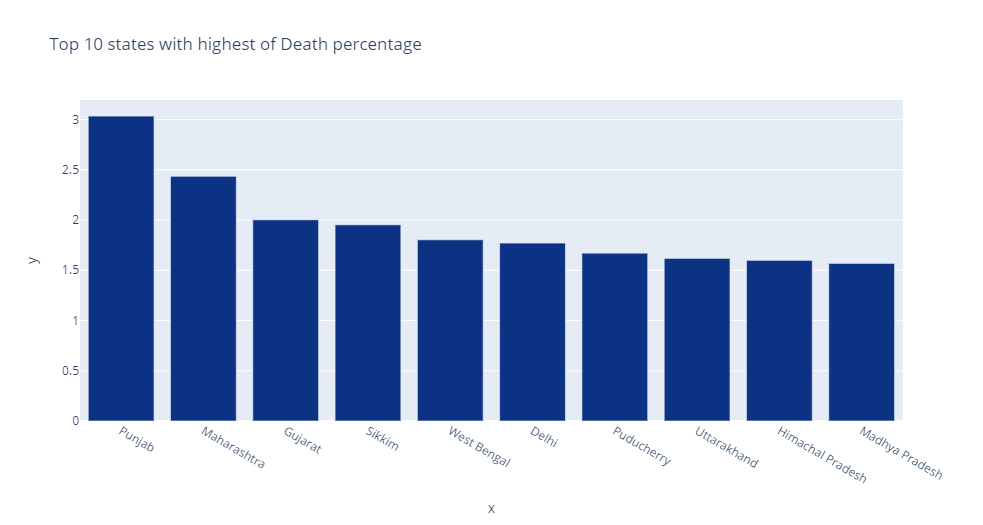 Top 10 states with highest of Death percentage
3
2.5
2
1.5
1
0.5
0
y
Punjab
Maharashtra
Gujarat
Sikkim
West Bengal
Delhi
Puducherry
Uttarakhand
Himachal Pradesh
Madhya Pradesh
x